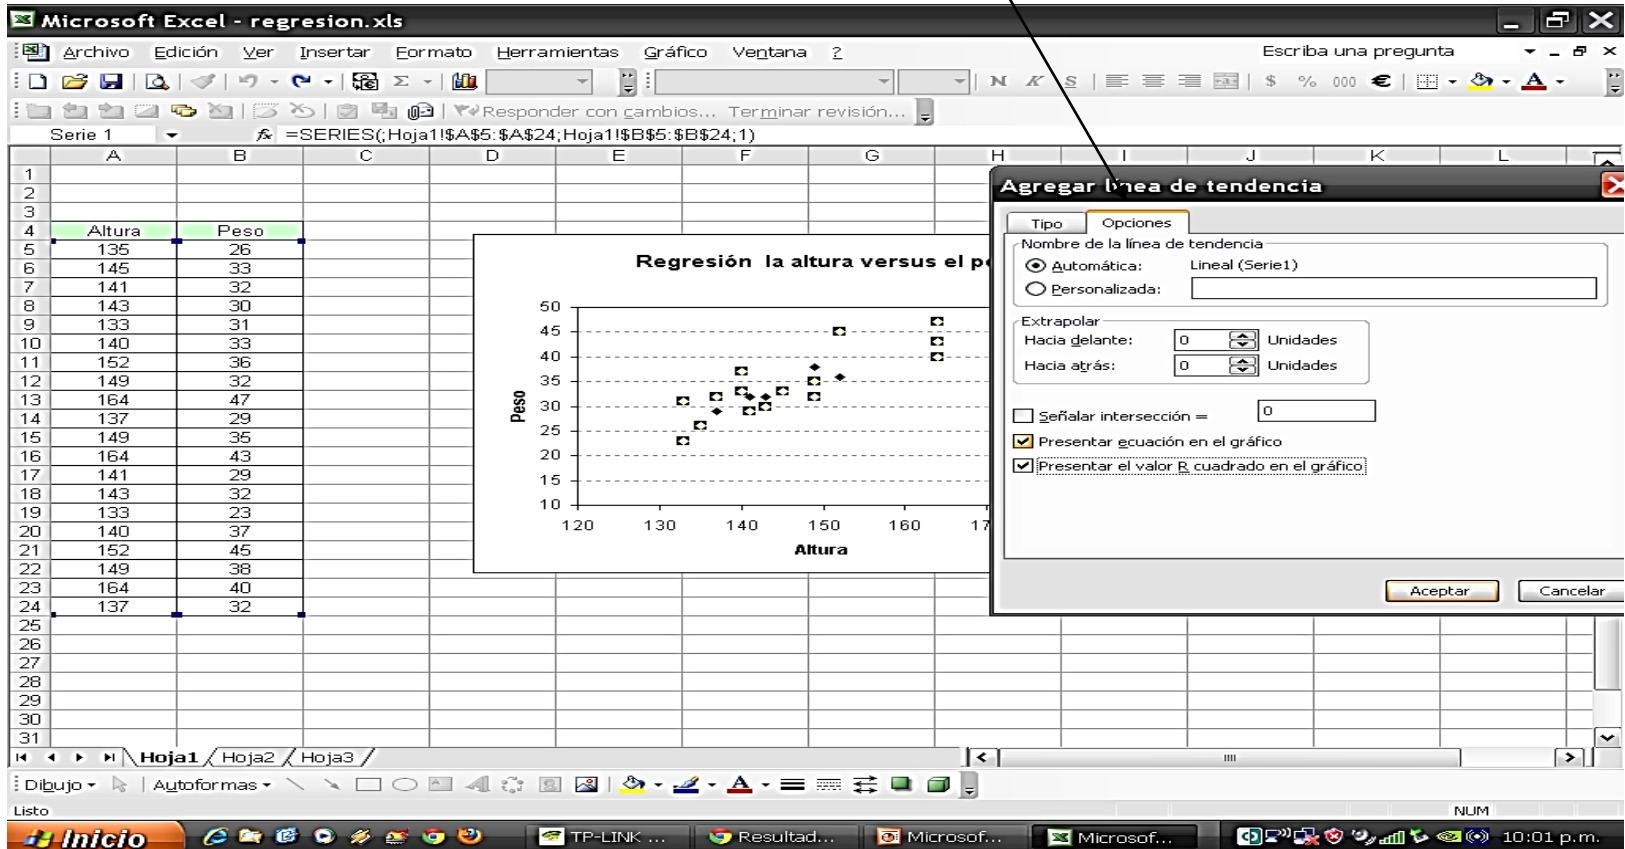 Microsoft Excel - regresion.xls
Archivo Edición Ver Insertar Formato Herramientas Gráfico Ventana ?
Escriba una pregunta
N K S $ % 000 €
Responder con cambios... Terminar revisión...
Serie 1 fx =SERIES(;Hoja1!$A$5:$A$24;Hoja1!$B$5:$B$24;1)
A B C D E F G H I J K L
1
2
3
4 Altura Peso
5 135 26
6 145 33
7 141 32
8 143 30
9 133 31
10 140 33
11 152 36
12 149 32
13 164 47
14 137 29
15 149 35
16 164 43
17 141 29
18 143 32
19 133 23
20 140 37
21 152 45
22 149 38
23 164 40
24 137 32
25
26
27
28
29
30
31
Regresión la altura versus el pe
50
45
40
35
30
25
20
15
10
Peso
120 130 140 150 160 17
Altura
Agregar línea de tendencia
Tipo Opciones
Nombre de la línea de tendencia
Automática: Lineal (Serie1)
Personalizada:
Extrapolar
Hacia delante: 0 Unidades
Hacia atrás: 0 Unidades
Señalar intersección = 0
Presentar ecuación en el gráfico
Presentar el valor R cuadrado en el gráfico
Aceptar Cancelar
Hoja1 Hoja2 Hoja3
Dibujo Autoformas
Listo
NUM
Inicio TP-LINK ... Resultad... Microsof... Microsof... 10:01 p.m.